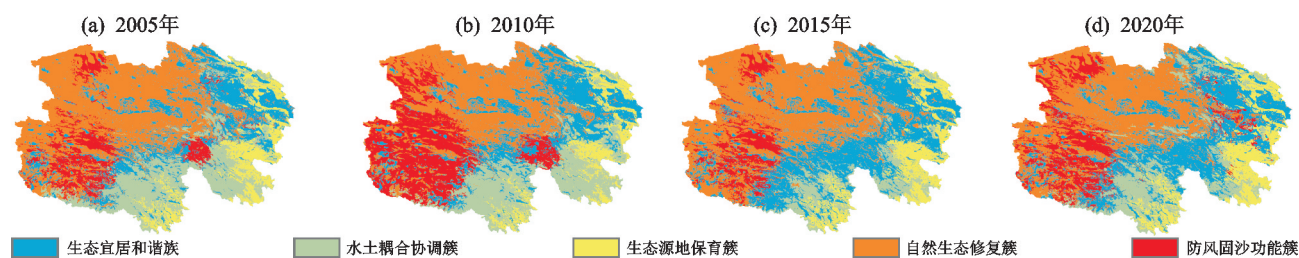 (a) 2005年 (b) 2010年 (c) 2015年 (d) 2020年
生态宜居和谐族 水土耦合协调簇 生态源地保育簇 自然生态修复簇 防风固沙功能簇